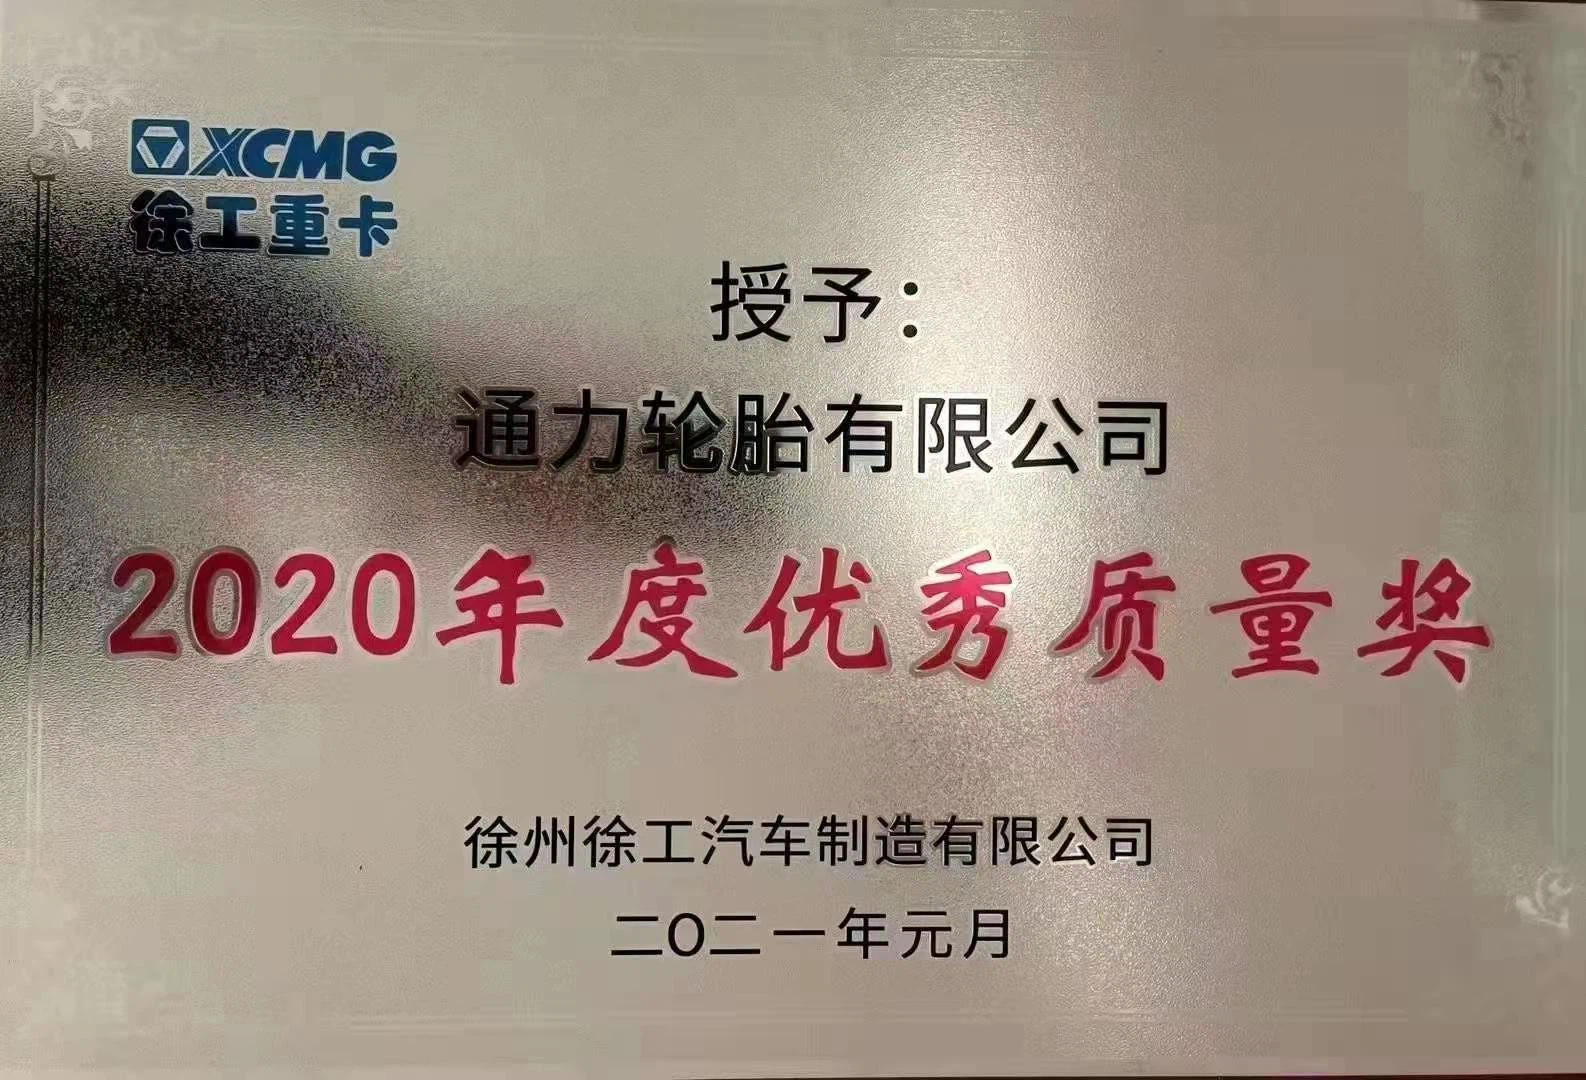 XCMG
徐工重卡
授予：
通力轮胎有限公司
2020年度优秀质量奖
徐州徐工汽车制造有限公司
二〇二一年元月